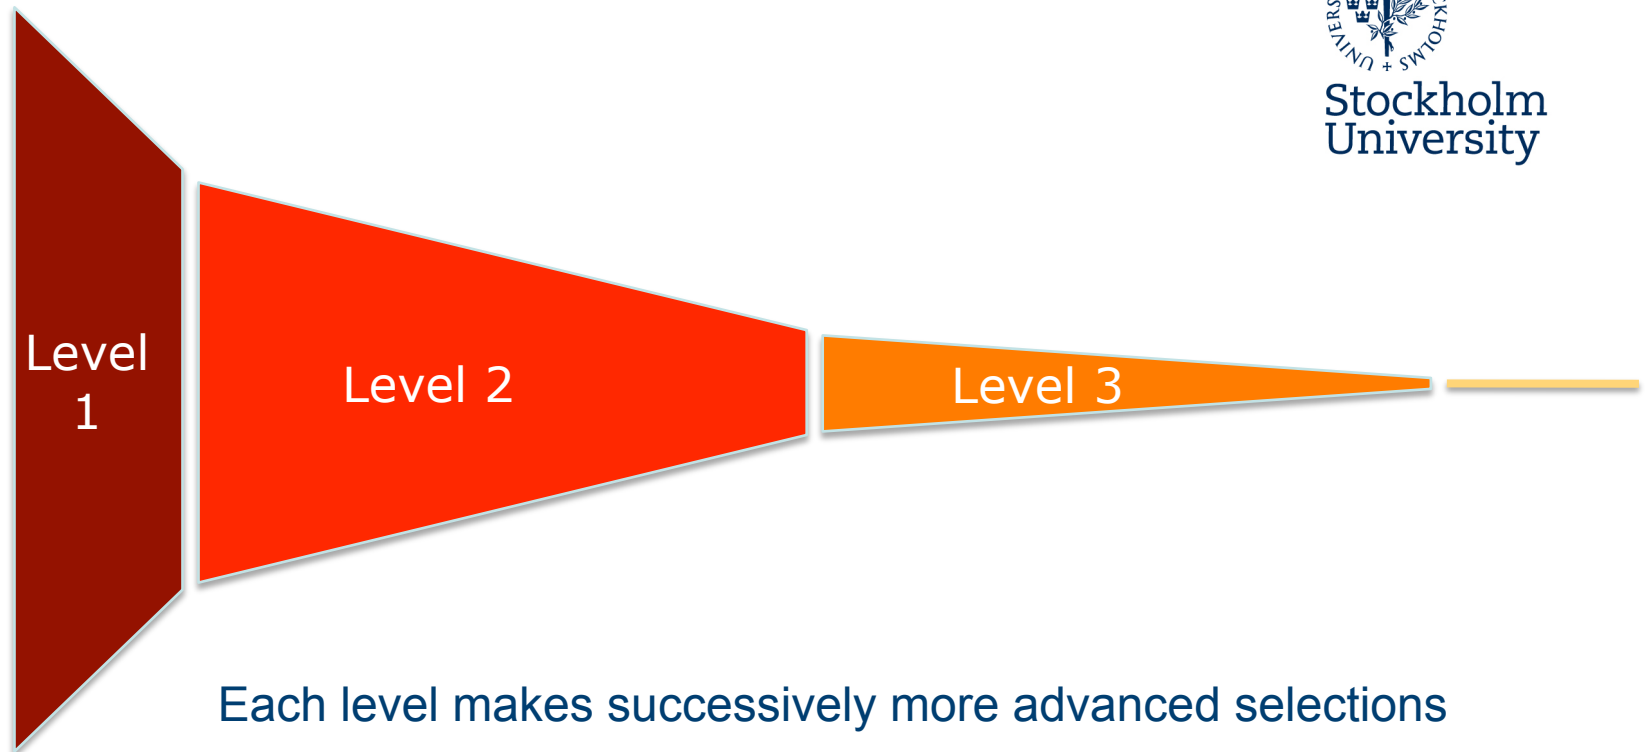 Stockholm
University
Level
1
Level 2
Level 3
Each level makes successively more advanced selections